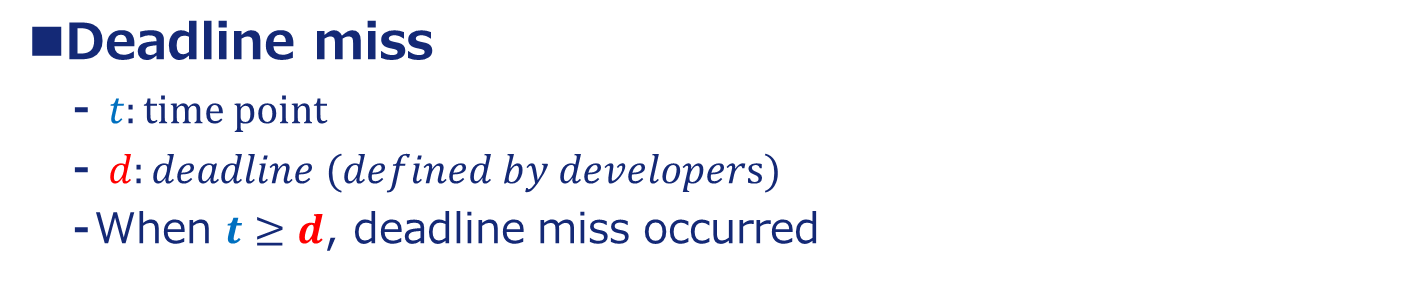 ■Deadline miss
- t: time point
- d: deadline (defined by developers)
- When t ≥ d, deadline miss occurred